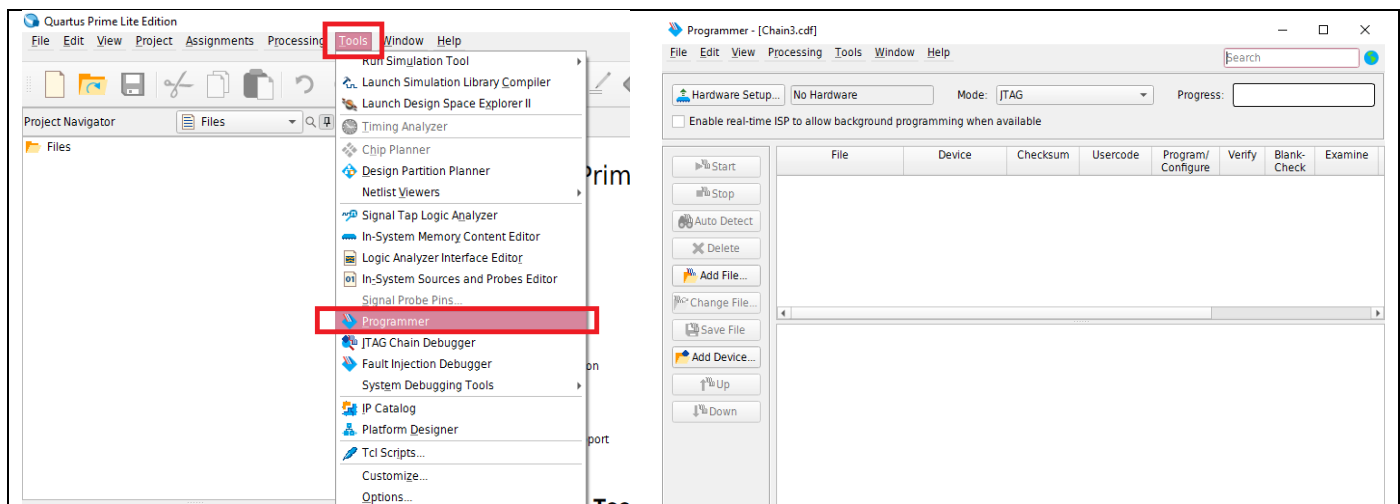 Quartus Prime Lite Edition
File Edit View Project Assignments Processing Tools Window Help
Run Simulation Tool
Launch Simulation Library Compiler
Launch Design Space Explorer II
Project Navigator Files
Timing Analyzer
Files
Chip Planner
Design Partition Planner
Prim
Netlist Viewers
Signal Tap Logic Analyzer
In-System Memory Content Editor
Logic Analyzer Interface Editor
In-System Sources and Probes Editor
Signal Probe Pins...
Programmer
JTAG Chain Debugger
Fault Injection Debugger
on
System Debugging Tools
IP Catalog
Platform Designer
port
Tcl Scripts...
Customize...
Options...
Programmer - [Chain3.cdf]
File Edit View Processing Tools Window Help
Search
Hardware Setup... No Hardware Mode: JTAG Progress:
Enable real-time ISP to allow background programming when available
File Device Checksum Usercode Program/ Configure Verify Blank- Check Examine
Start
Stop
Auto Detect
Delete
Add File...
Change File...
Save File
Add Device...
Up
Down